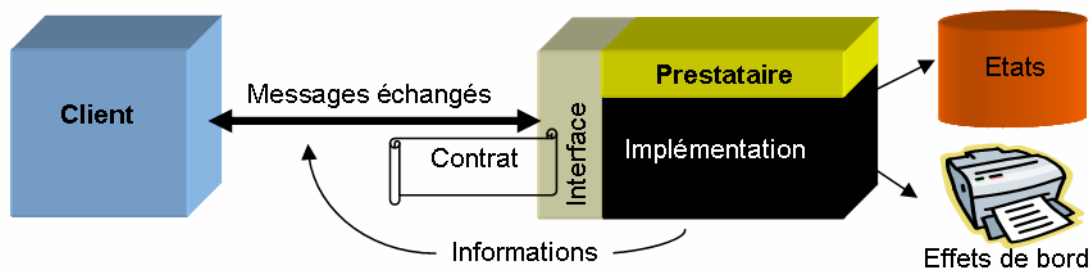 Client
Messages échangés
Contrat
Interface
Prestataire
Implémentation
Informations
Etats
Effets de bord